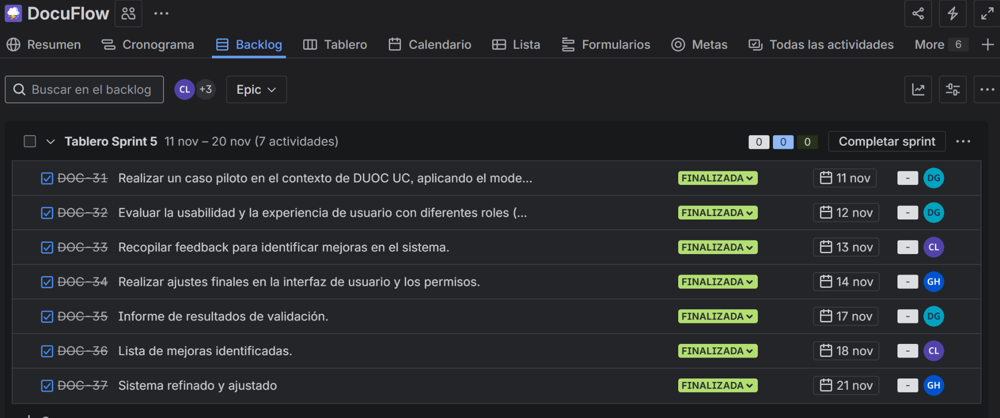 DocuFlow
Resumen Cronograma Backlog Tablero Calendario Lista Formularios Metas Todas las actividades More 6
Buscar en el backlog CL +3 Epic
Tablero Sprint 5 11 nov – 20 nov (7 actividades) 0 0 0 Completar sprint
DOC-31 Realizar un caso piloto en el contexto de DUOC UC, aplicando el mode... FINALIZADA 11 nov - DG
DOC-32 Evaluar la usabilidad y la experiencia de usuario con diferentes roles (... FINALIZADA 12 nov - DG
DOC-33 Recopilar feedback para identificar mejoras en el sistema. FINALIZADA 13 nov - CL
DOC-34 Realizar ajustes finales en la interfaz de usuario y los permisos. FINALIZADA 14 nov - GH
DOC-35 Informe de resultados de validación. FINALIZADA 17 nov - DG
DOC-36 Lista de mejoras identificadas. FINALIZADA 18 nov - CL
DOC-37 Sistema refinado y ajustado FINALIZADA 21 nov - GH